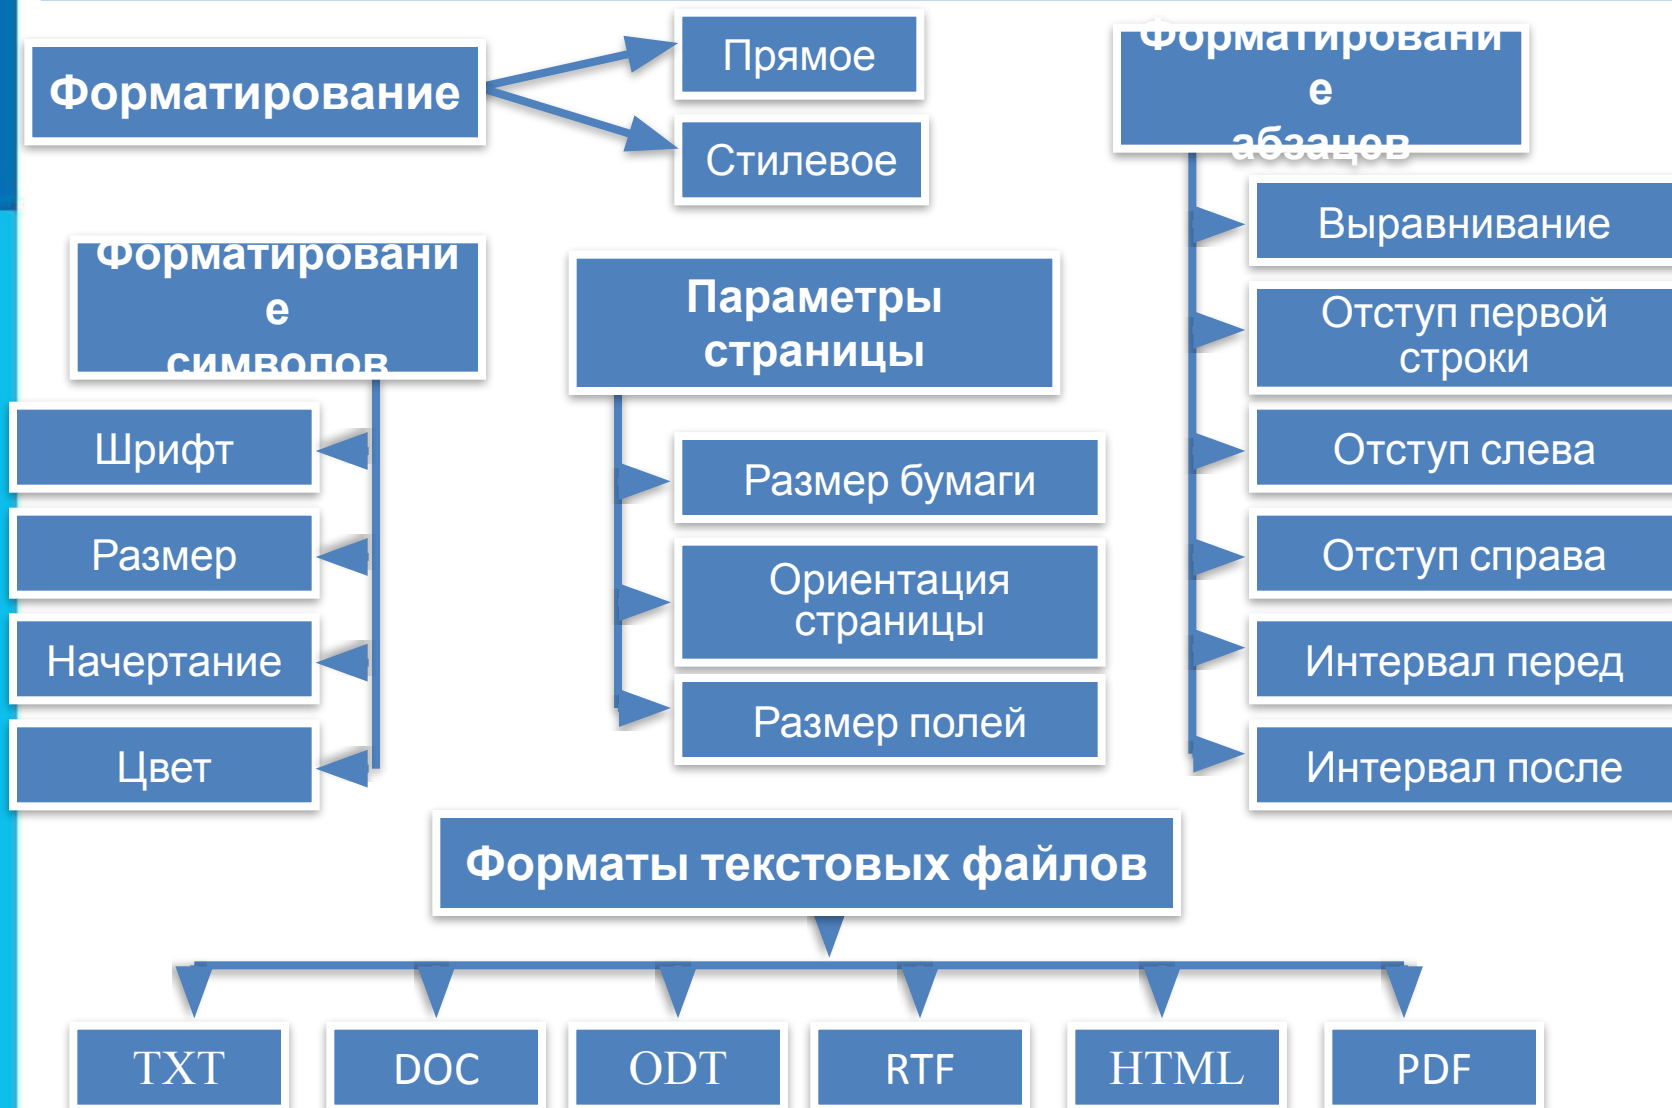 Форматирование
Прямое
Стилевое
Форматировани
е
абзацев
Выравнивание
Отступ первой
строки
Отступ слева
Отступ справа
Интервал перед
Интервал после
Форматировани
е
символов
Шрифт
Размер
Начертание
Цвет
Параметры
страницы
Размер бумаги
Ориентация
страницы
Размер полей
Форматы текстовых файлов
TXT
DOC
ODT
RTF
HTML
PDF